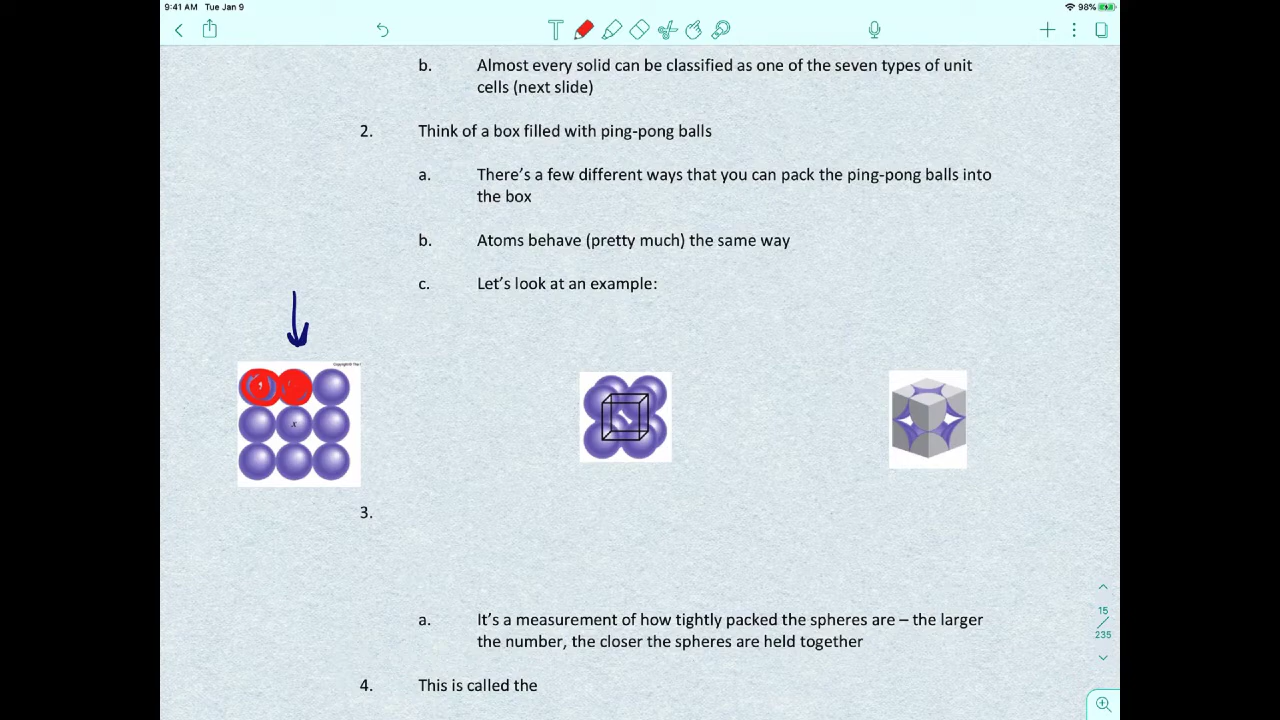 9:41 AM Tue Jan 9
98%
b. Almost every solid can be classified as one of the seven types of unit
cells (next slide)
2. Think of a box filled with ping-pong balls
a. There's a few different ways that you can pack the ping-pong balls into
the box
b. Atoms behave (pretty much) the same way
c. Let's look at an example:
x
3.
a. It's a measurement of how tightly packed the spheres are – the larger
the number, the closer the spheres are held together
4. This is called the
15
/
235